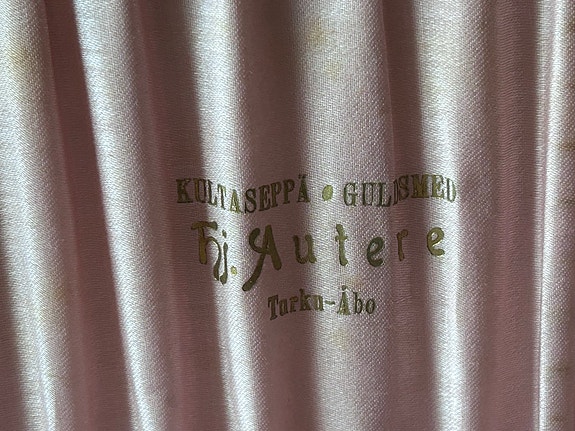 KULTASEPPÄ • GULDSMED
Hj. Autere
Turku-Åbo